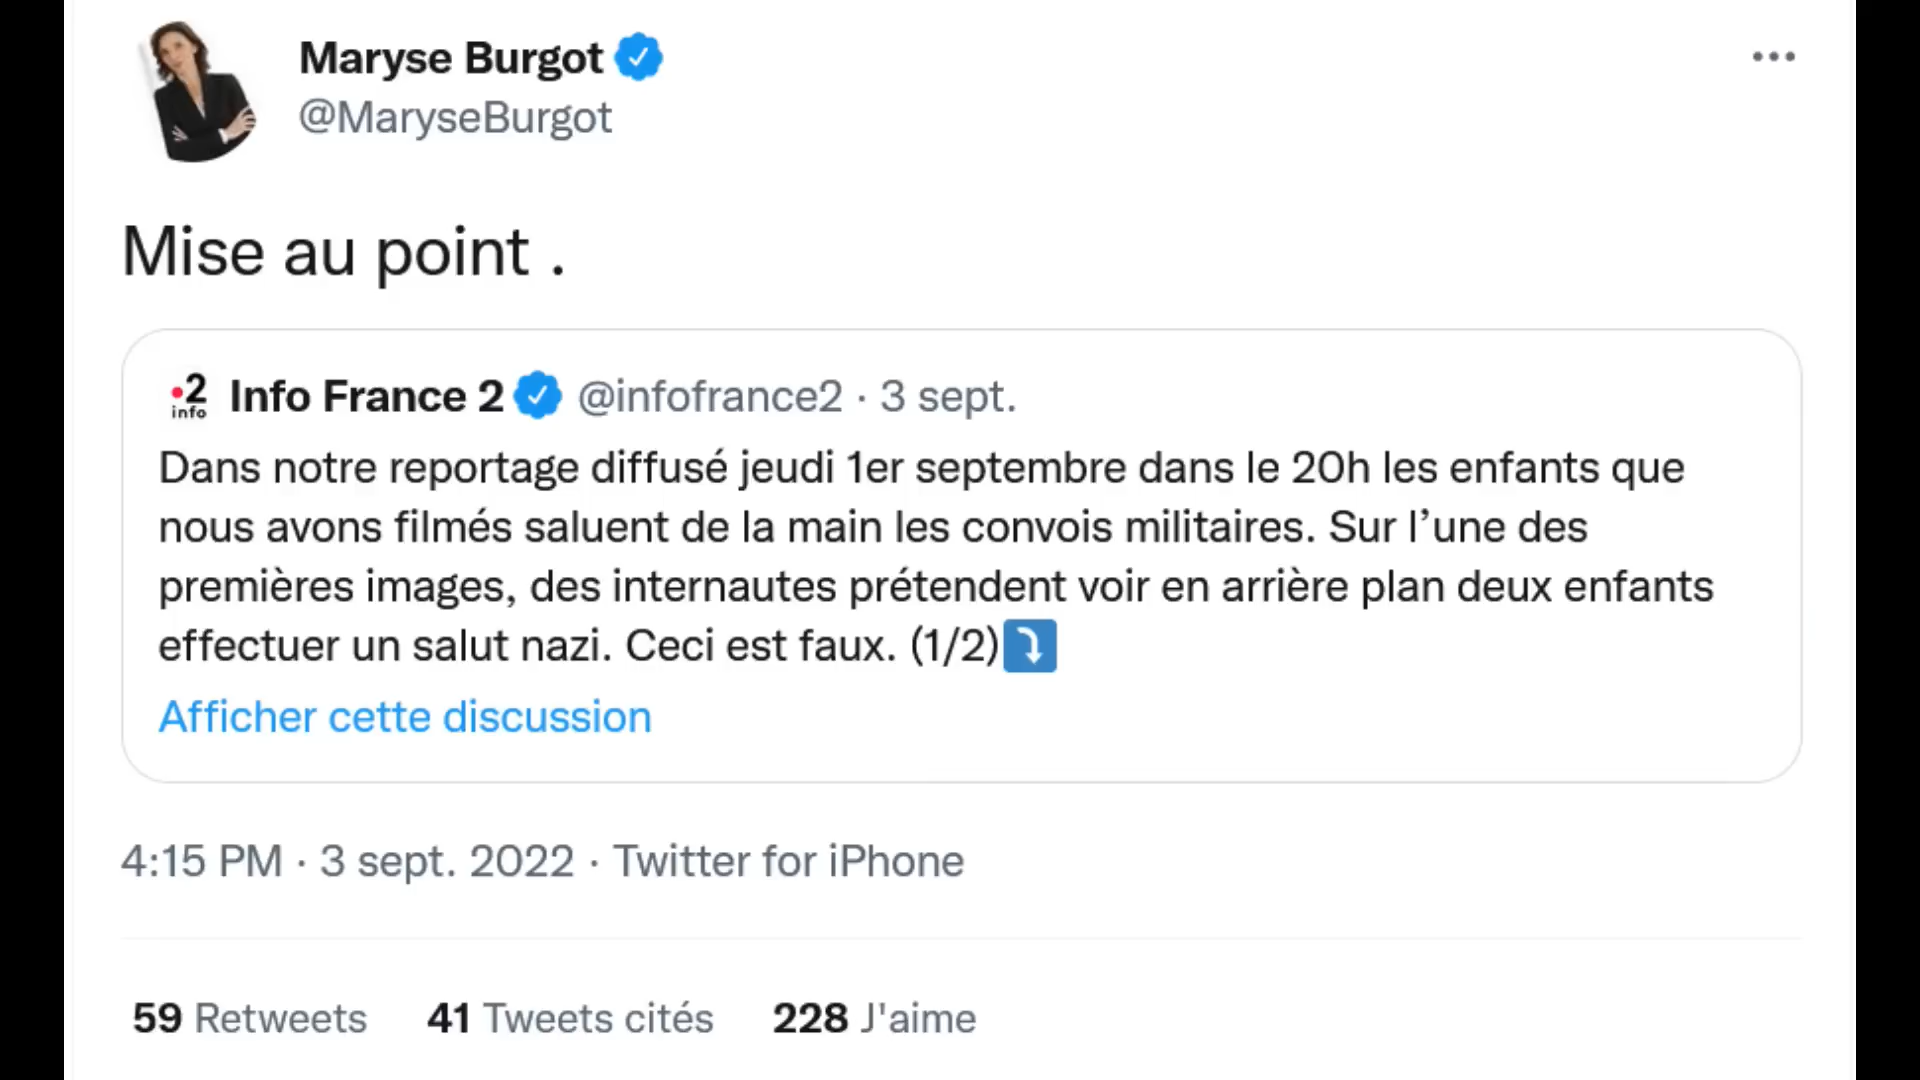 Maryse Burgot
@MaryseBurgot
Mise au point .
2 info
Info France 2 @infofrance2 · 3 sept.
Dans notre reportage diffusé jeudi 1er septembre dans le 20h les enfants que
nous avons filmés saluent de la main les convois militaires. Sur l’une des
premières images, des internautes prétendent voir en arrière plan deux enfants
effectuer un salut nazi. Ceci est faux. (1/2)⤵️
Afficher cette discussion
4:15 PM · 3 sept. 2022 · Twitter for iPhone
59 Retweets 41 Tweets cités 228 J'aime